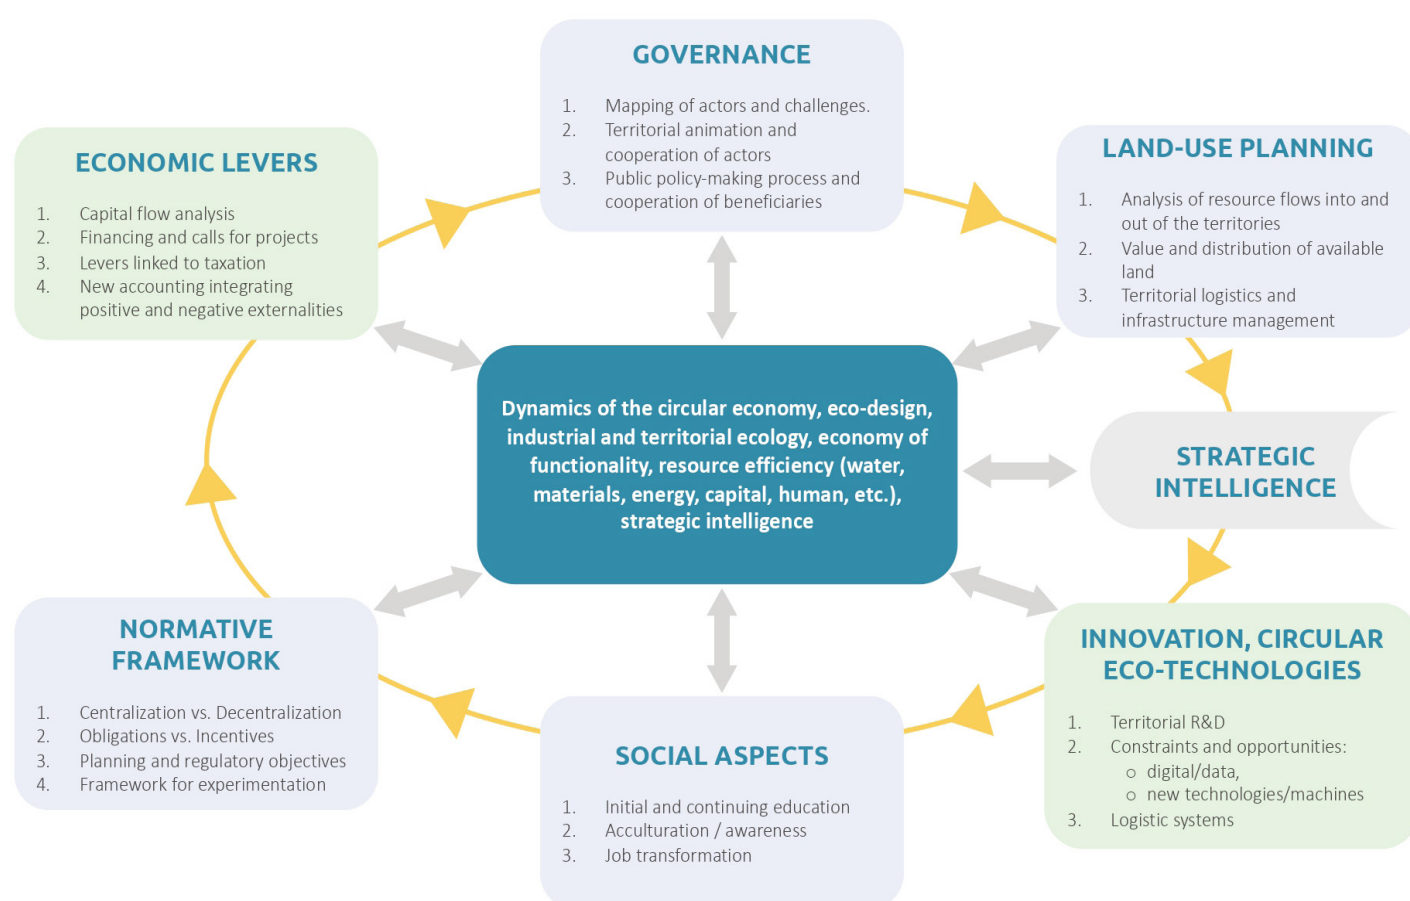 GOVERNANCE
1. Mapping of actors and challenges.
2. Territorial animation and
cooperation of actors
3. Public policy-making process and
cooperation of beneficiaries
ECONOMIC LEVERS
1. Capital flow analysis
2. Financing and calls for projects
3. Levers linked to taxation
4. New accounting integrating
positive and negative externalities
LAND-USE PLANNING
1. Analysis of resource flows into and
out of the territories
2. Value and distribution of available
land
3. Territorial logistics and
infrastructure management
Dynamics of the circular economy, eco-design,
industrial and territorial ecology, economy of
functionality, resource efficiency (water,
materials, energy, capital, human, etc.),
strategic intelligence
STRATEGIC
INTELLIGENCE
NORMATIVE
FRAMEWORK
1. Centralization vs. Decentralization
2. Obligations vs. Incentives
3. Planning and regulatory objectives
4. Framework for experimentation
SOCIAL ASPECTS
1. Initial and continuing education
2. Acculturation / awareness
3. Job transformation
INNOVATION, CIRCULAR
ECO-TECHNOLOGIES
1. Territorial R&D
2. Constraints and opportunities:
o digital/data,
o new technologies/machines
3. Logistic systems